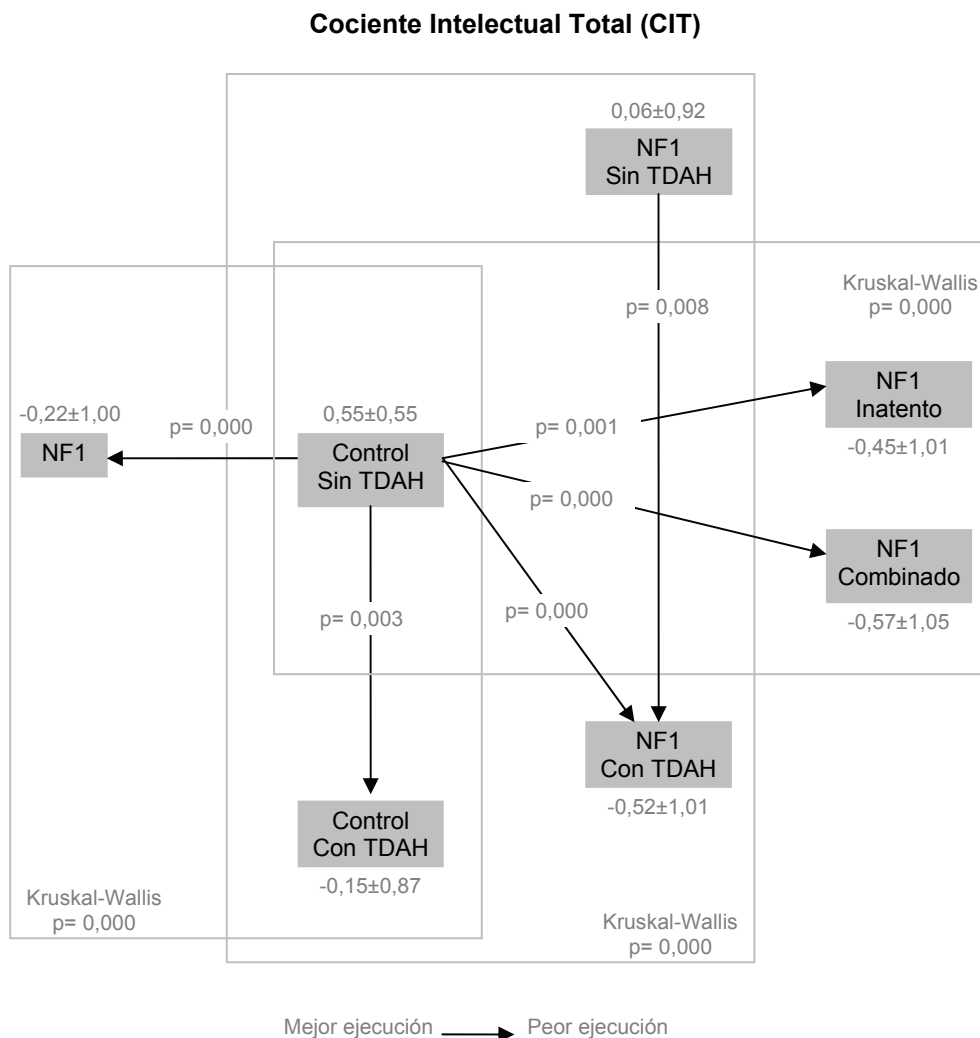 Cociente Intelectual Total (CIT)
0,06±0,92
NF1
Sin TDAH
Kruskal-Wallis
p= 0,000
p= 0,008
NF1
Inatento
-0,45±1,01
-0,22±1,00
NF1
p= 0,000
0,55±0,55
Control
Sin TDAH
p= 0,001
p= 0,000
NF1
Combinado
-0,57±1,05
p= 0,003
p= 0,000
NF1
Con TDAH
-0,52±1,01
Control
Con TDAH
-0,15±0,87
Kruskal-Wallis
p= 0,000
Kruskal-Wallis
p= 0,000
Mejor ejecución
Peor ejecución